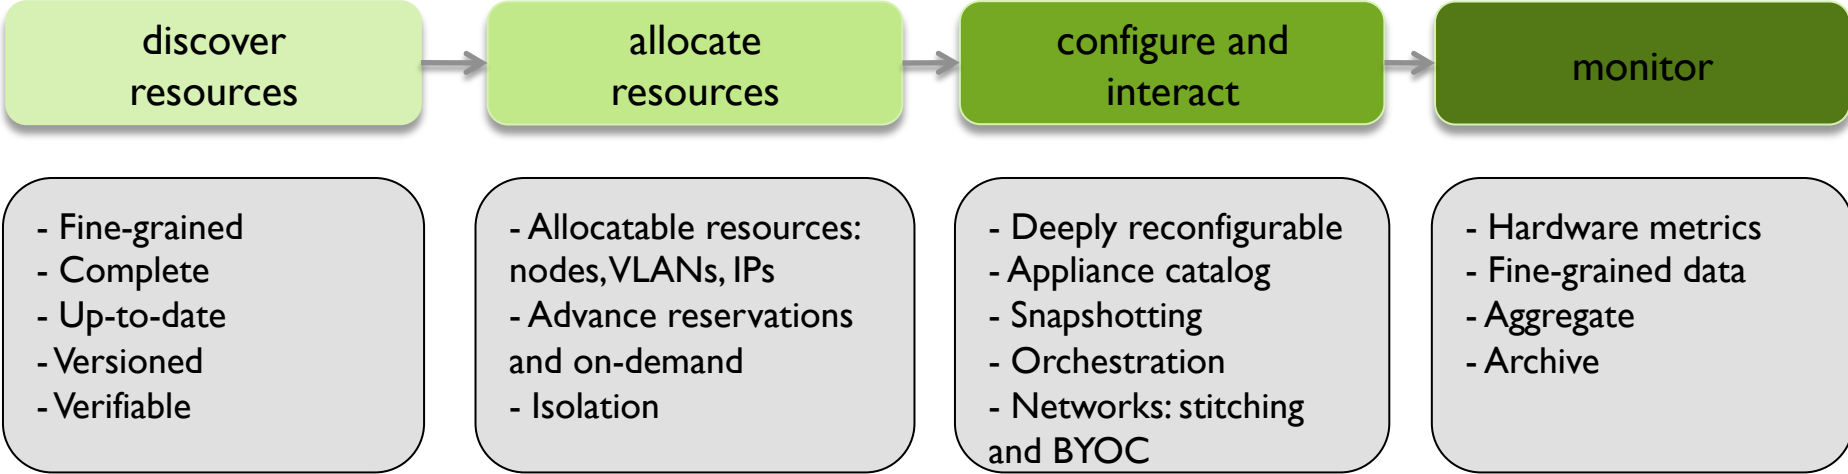 discover
resources
allocate
resources
configure and
interact
monitor
- Fine-grained
- Complete
- Up-to-date
- Versioned
- Verifiable
- Allocatable resources:
nodes, VLANs, IPs
- Advance reservations
and on-demand
- Isolation
- Deeply reconfigurable
- Appliance catalog
- Snapshotting
- Orchestration
- Networks: stitching
and BYOC
- Hardware metrics
- Fine-grained data
- Aggregate
- Archive